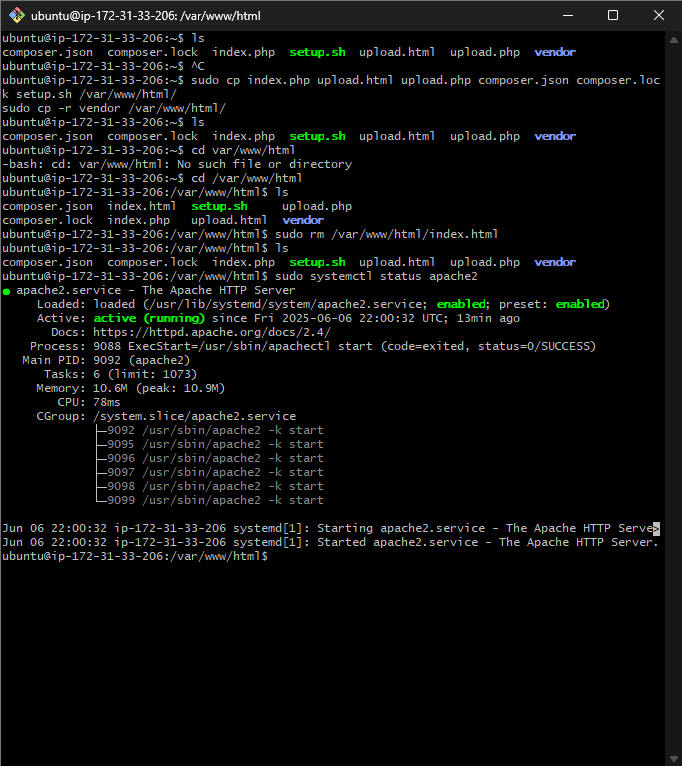 ubuntu@ip-172-31-33-206: /var/www/html
ubuntu@ip-172-31-33-206:~$ ls
composer.json  composer.lock  index.php  setup.sh  upload.html  upload.php  vendor
ubuntu@ip-172-31-33-206:~$ ^C
ubuntu@ip-172-31-33-206:~$ sudo cp index.php upload.html upload.php composer.json composer.loc
k setup.sh /var/www/html/
sudo cp -r vendor /var/www/html/
ubuntu@ip-172-31-33-206:~$ ls
composer.json  composer.lock  index.php  setup.sh  upload.html  upload.php  vendor
ubuntu@ip-172-31-33-206:~$ cd var/www/html
-bash: cd: var/www/html: No such file or directory
ubuntu@ip-172-31-33-206:~$ cd /var/www/html
ubuntu@ip-172-31-33-206:/var/www/html$ ls
composer.json  index.html  setup.sh     upload.php
composer.lock  index.php   upload.html  vendor
ubuntu@ip-172-31-33-206:/var/www/html$ sudo rm /var/www/html/index.html
ubuntu@ip-172-31-33-206:/var/www/html$ ls
composer.json  composer.lock  index.php  setup.sh  upload.html  upload.php  vendor
ubuntu@ip-172-31-33-206:/var/www/html$ sudo systemctl status apache2
● apache2.service - The Apache HTTP Server
     Loaded: loaded (/usr/lib/systemd/system/apache2.service; enabled; preset: enabled)
     Active: active (running) since Fri 2025-06-06 22:00:32 UTC; 13min ago
       Docs: https://httpd.apache.org/docs/2.4/
    Process: 9088 ExecStart=/usr/sbin/apachectl start (code=exited, status=0/SUCCESS)
   Main PID: 9092 (apache2)
      Tasks: 6 (limit: 1073)
     Memory: 10.6M (peak: 10.9M)
        CPU: 78ms
     CGroup: /system.slice/apache2.service
             ├─9092 /usr/sbin/apache2 -k start
             ├─9095 /usr/sbin/apache2 -k start
             ├─9096 /usr/sbin/apache2 -k start
             ├─9097 /usr/sbin/apache2 -k start
             ├─9098 /usr/sbin/apache2 -k start
             └─9099 /usr/sbin/apache2 -k start
Jun 06 22:00:32 ip-172-31-33-206 systemd[1]: Starting apache2.service - The Apache HTTP Serve>
Jun 06 22:00:32 ip-172-31-33-206 systemd[1]: Started apache2.service - The Apache HTTP Server.
ubuntu@ip-172-31-33-206:/var/www/html$